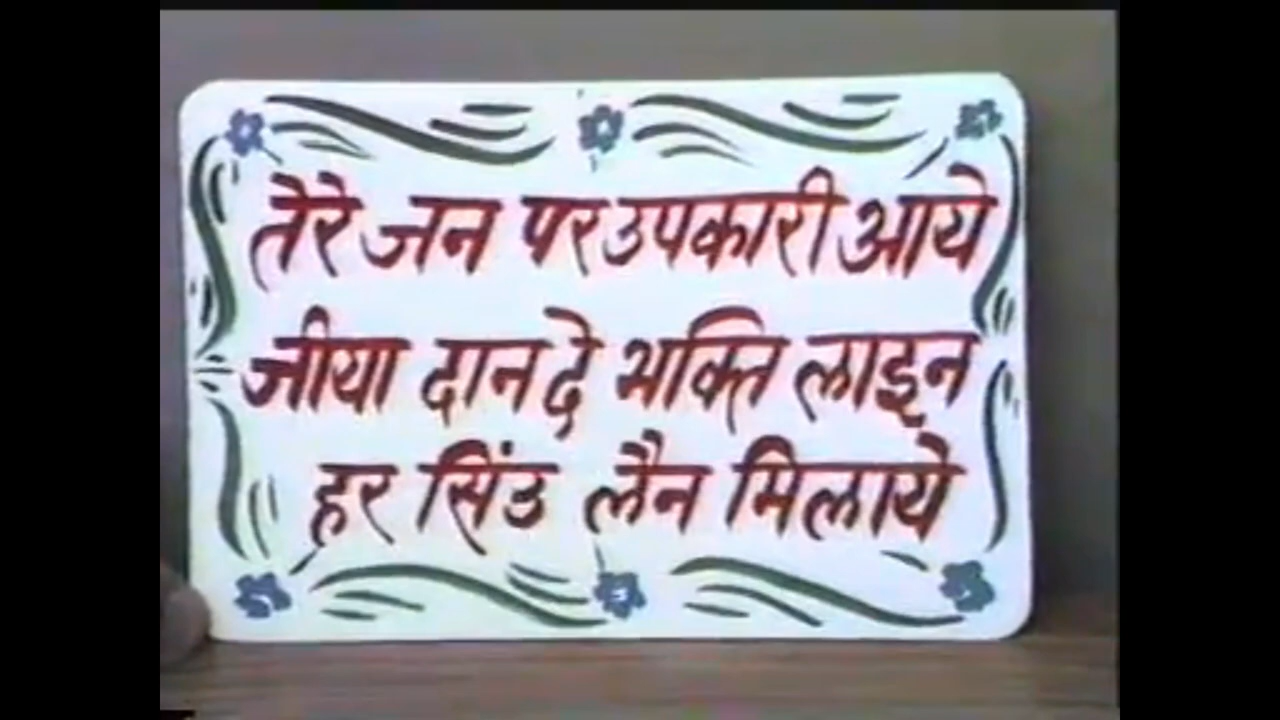 तेरे जन पर उपकारी आये
जीया दान दे भक्ति लाइन
हर सिंउ लैन मिलाये